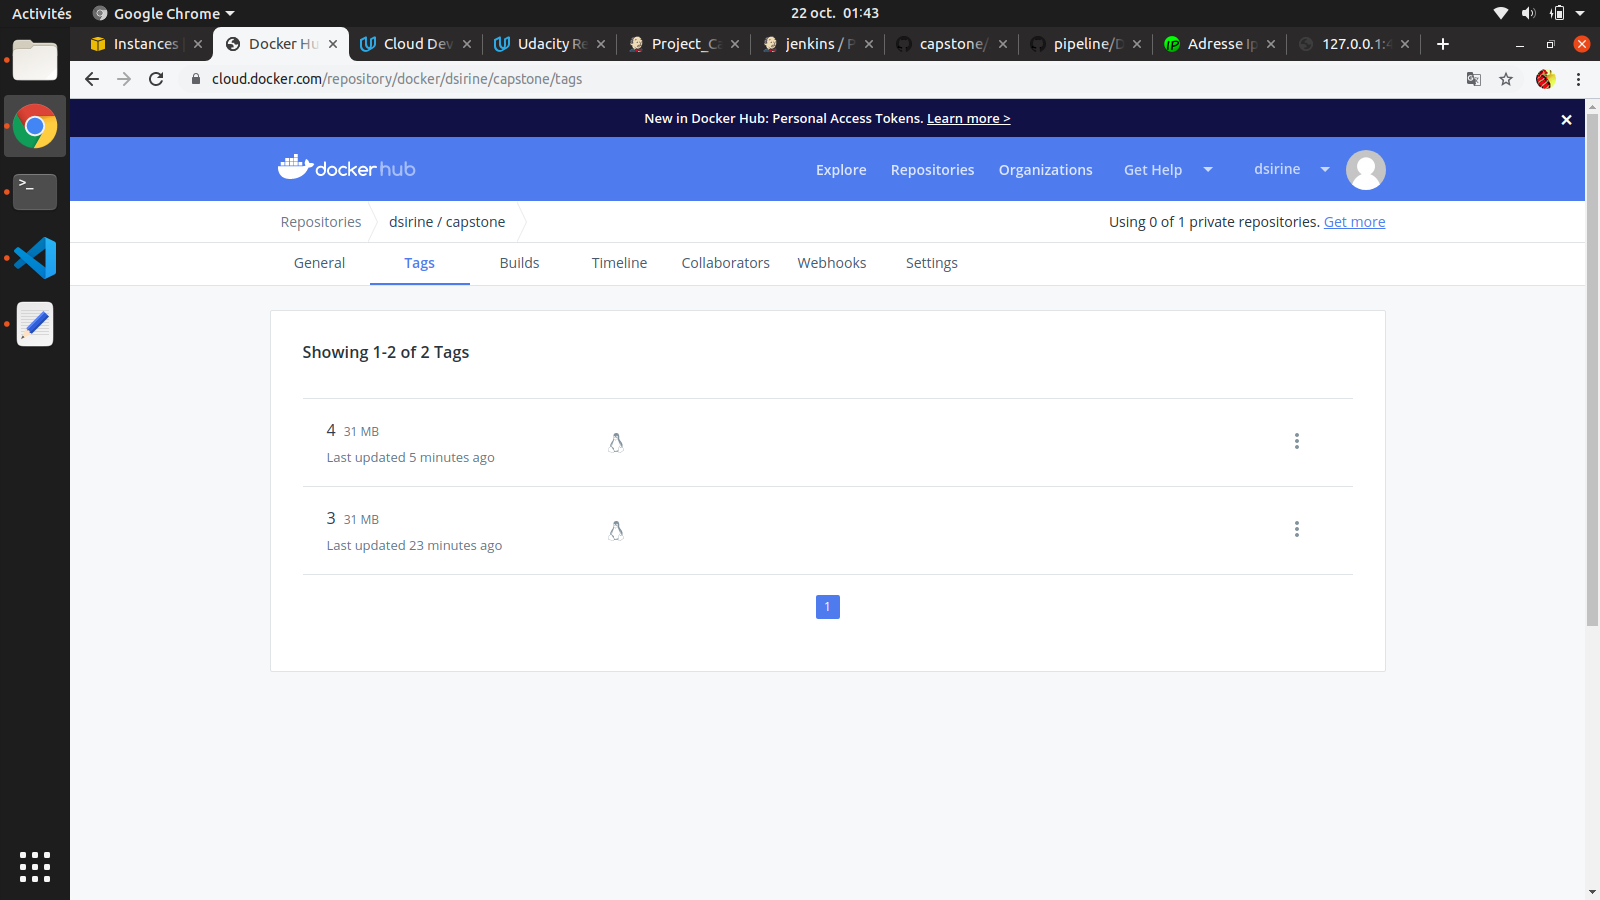 Activités Google Chrome 22 oct. 01:43
Instances Docker Hu Cloud Dev Udacity Re Project_Ca jenkins / P capstone/ pipeline/D Adresse Ip 127.0.0.1:4
cloud.docker.com/repository/docker/dsirine/capstone/tags
New in Docker Hub: Personal Access Tokens. Learn more >
docker hub Explore Repositories Organizations Get Help dsirine
Repositories dsirine / capstone Using 0 of 1 private repositories. Get more
General Tags Builds Timeline Collaborators Webhooks Settings
Showing 1-2 of 2 Tags
4 31 MB
Last updated 5 minutes ago
3 31 MB
Last updated 23 minutes ago
1